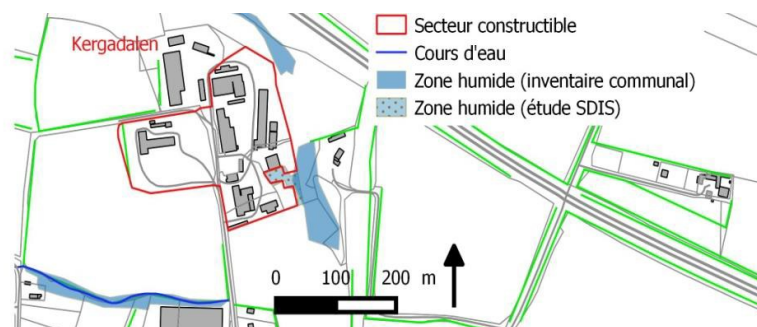 Kergadalen
Secteur constructible
Cours d'eau
Zone humide (inventaire communal)
Zone humide (étude SDIS)
0 100 200 m